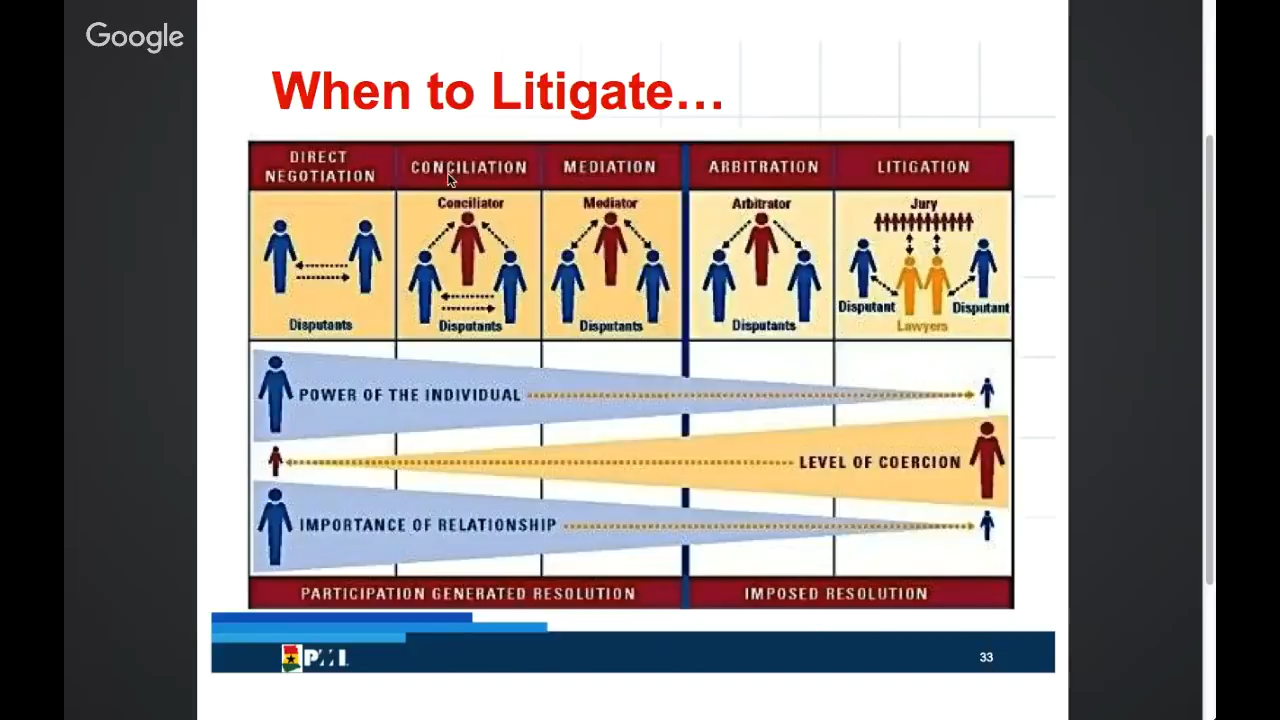 Google
When to Litigate...
DIRECT
NEGOTIATION
CONCILIATION
MEDIATION
ARBITRATION
LITIGATION
Conciliator
Mediator
Arbitrator
Jury
Disputant
Disputant
Disputants
Disputants
Disputants
Disputants
Lawyers
POWER OF THE INDIVIDUAL
LEVEL OF COERCION
IMPORTANCE OF RELATIONSHIP
PARTICIPATION GENERATED RESOLUTION
IMPOSED RESOLUTION
33